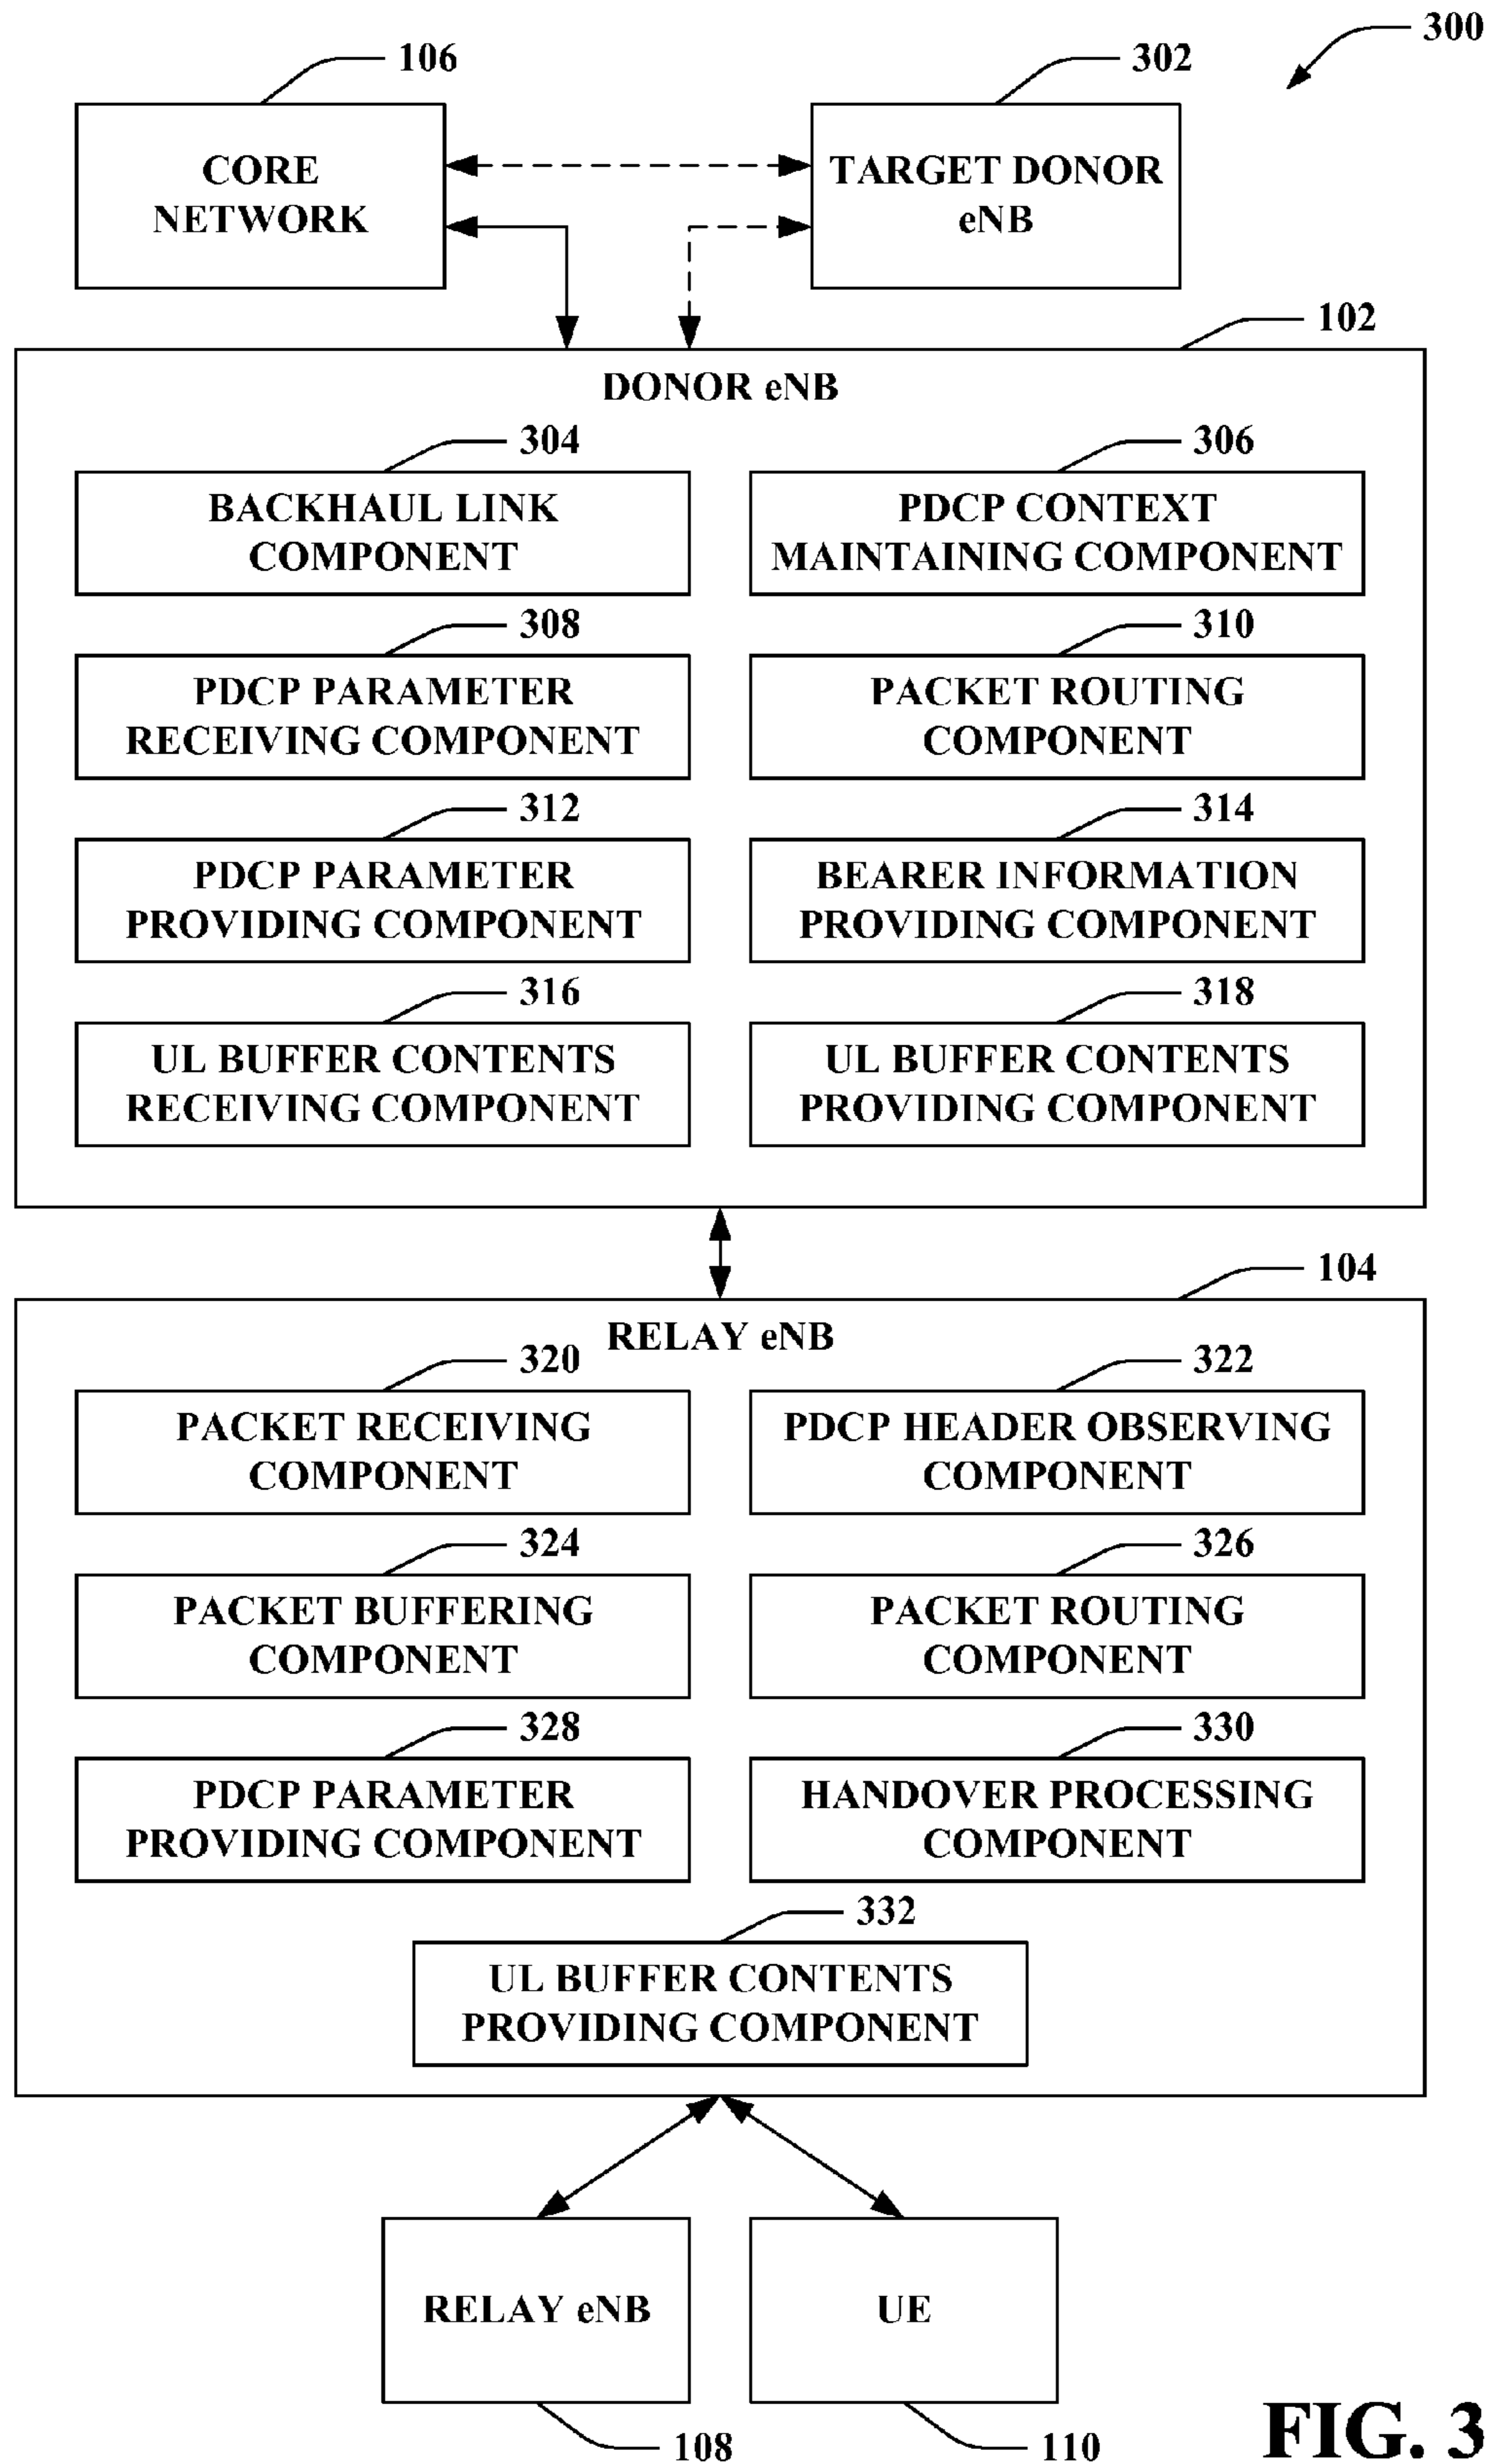 300
106
302
CORE
NETWORK
TARGET DONOR
eNB
102
DONOR eNB
304
306
BACKHAUL LINK
COMPONENT
PDCP CONTEXT
MAINTAINING COMPONENT
308
310
PDCP PARAMETER
RECEIVING COMPONENT
PACKET ROUTING
COMPONENT
312
314
PDCP PARAMETER
PROVIDING COMPONENT
BEARER INFORMATION
PROVIDING COMPONENT
316
318
UL BUFFER CONTENTS
RECEIVING COMPONENT
UL BUFFER CONTENTS
PROVIDING COMPONENT
104
RELAY eNB
320
322
PACKET RECEIVING
COMPONENT
PDCP HEADER OBSERVING
COMPONENT
324
326
PACKET BUFFERING
COMPONENT
PACKET ROUTING
COMPONENT
328
330
PDCP PARAMETER
PROVIDING COMPONENT
HANDOVER PROCESSING
COMPONENT
332
UL BUFFER CONTENTS
PROVIDING COMPONENT
RELAY eNB
UE
108
110
FIG. 3